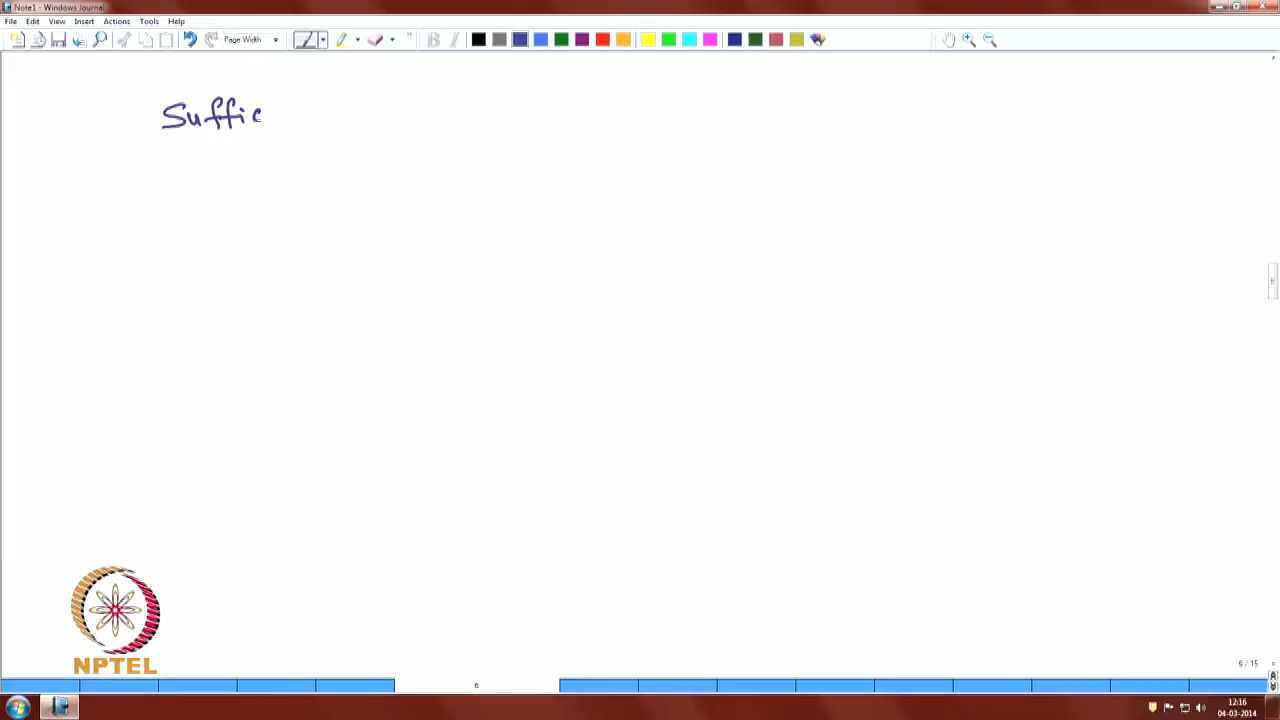 Note1 - Windows Journal
File Edit View Insert Actions Tools Help
Page Width
B I
Suffic
NPTEL
6 / 15
6
12:16
04-03-2014